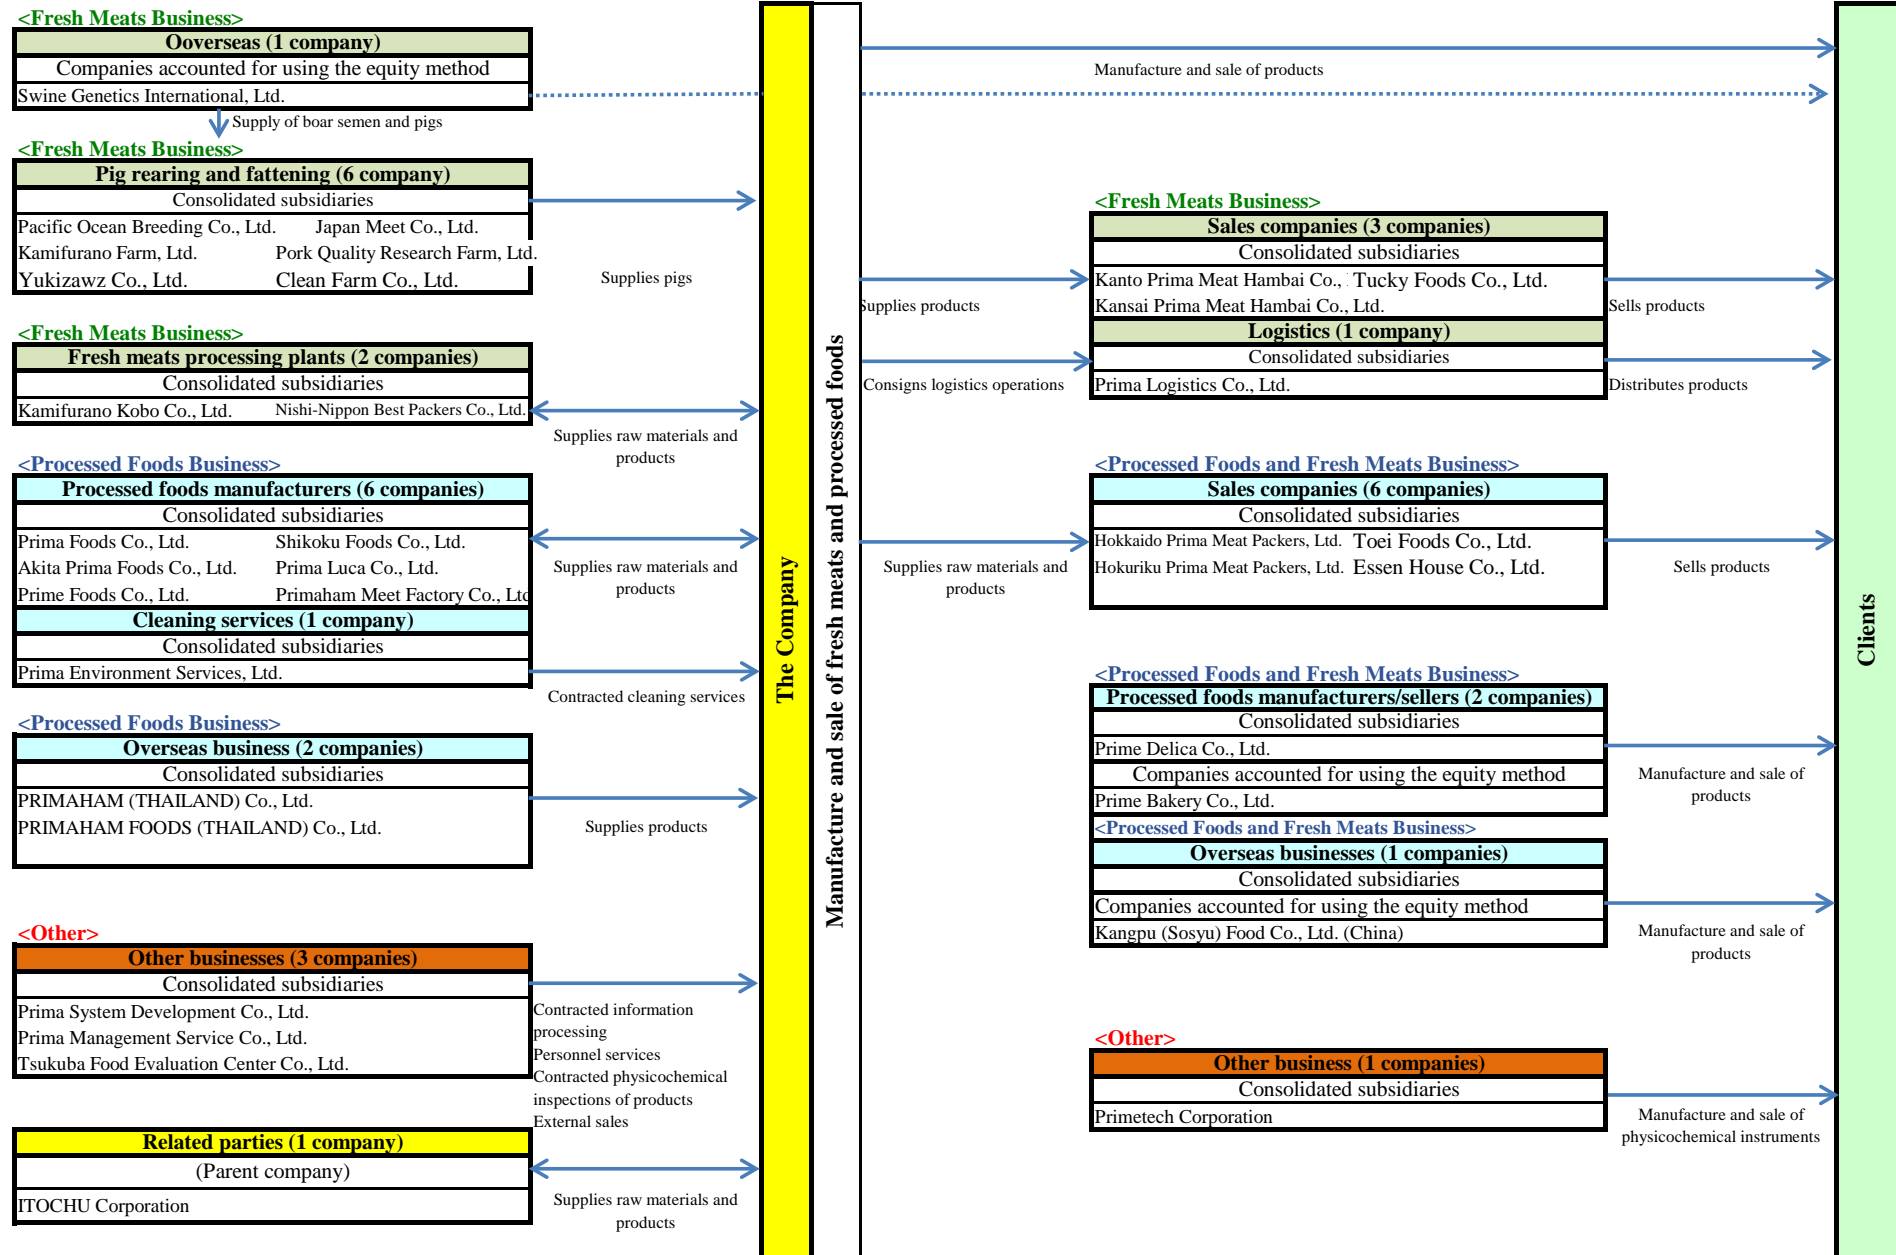 <Fresh Meats Business>
Ooverseas (1 company)
Companies accounted for using the equity method
Swine Genetics International, Ltd.
Supply of boar semen and pigs
<Fresh Meats Business>
Pig rearing and fattening (6 company)
Consolidated subsidiaries
Pacific Ocean Breeding Co., Ltd. Japan Meet Co., Ltd.
Kamifurano Farm, Ltd. Pork Quality Research Farm, Ltd.
Yukizawz Co., Ltd. Clean Farm Co., Ltd.
Supplies pigs
<Fresh Meats Business>
Fresh meats processing plants (2 companies)
Consolidated subsidiaries
Kamifurano Kobo Co., Ltd. Nishi-Nippon Best Packers Co., Ltd.
Supplies raw materials and
products
<Processed Foods Business>
Processed foods manufacturers (6 companies)
Consolidated subsidiaries
Prima Foods Co., Ltd. Shikoku Foods Co., Ltd.
Akita Prima Foods Co., Ltd. Prima Luca Co., Ltd.
Prime Foods Co., Ltd. Primaham Meet Factory Co., Ltd
Supplies raw materials and
products
Cleaning services (1 company)
Consolidated subsidiaries
Prima Environment Services, Ltd.
Contracted cleaning services
<Processed Foods Business>
Overseas business (2 companies)
Consolidated subsidiaries
PRIMAHAM (THAILAND) Co., Ltd.
PRIMAHAM FOODS (THAILAND) Co., Ltd.
Supplies products
<Other>
Other businesses (3 companies)
Consolidated subsidiaries
Prima System Development Co., Ltd.
Prima Management Service Co., Ltd.
Tsukuba Food Evaluation Center Co., Ltd.
Contracted information
processing
Personnel services
Contracted physicochemical
inspections of products
External sales
Related parties (1 company)
(Parent company)
ITOCHU Corporation
Supplies raw materials and
products
The Company
Manufacture and sale of fresh meats and processed foods
Manufacture and sale of products
Supplies products
Consigns logistics operations
Supplies raw materials and
products
<Fresh Meats Business>
Sales companies (3 companies)
Consolidated subsidiaries
Kanto Prima Meat Hambai Co., Tucky Foods Co., Ltd.
Kansai Prima Meat Hambai Co., Ltd.
Sells products
Logistics (1 company)
Consolidated subsidiaries
Prima Logistics Co., Ltd.
Distributes products
<Processed Foods and Fresh Meats Business>
Sales companies (6 companies)
Consolidated subsidiaries
Hokkaido Prima Meat Packers, Ltd. Toei Foods Co., Ltd.
Hokuriku Prima Meat Packers, Ltd. Essen House Co., Ltd.
Sells products
<Processed Foods and Fresh Meats Business>
Processed foods manufacturers/sellers (2 companies)
Consolidated subsidiaries
Prime Delica Co., Ltd.
Companies accounted for using the equity method
Prime Bakery Co., Ltd.
Manufacture and sale of
products
<Processed Foods and Fresh Meats Business>
Overseas businesses (1 companies)
Consolidated subsidiaries
Companies accounted for using the equity method
Kangpu (Sosyu) Food Co., Ltd. (China)
Manufacture and sale of
products
<Other>
Other business (1 companies)
Consolidated subsidiaries
Primetech Corporation
Manufacture and sale of
physicochemical instruments
Clients